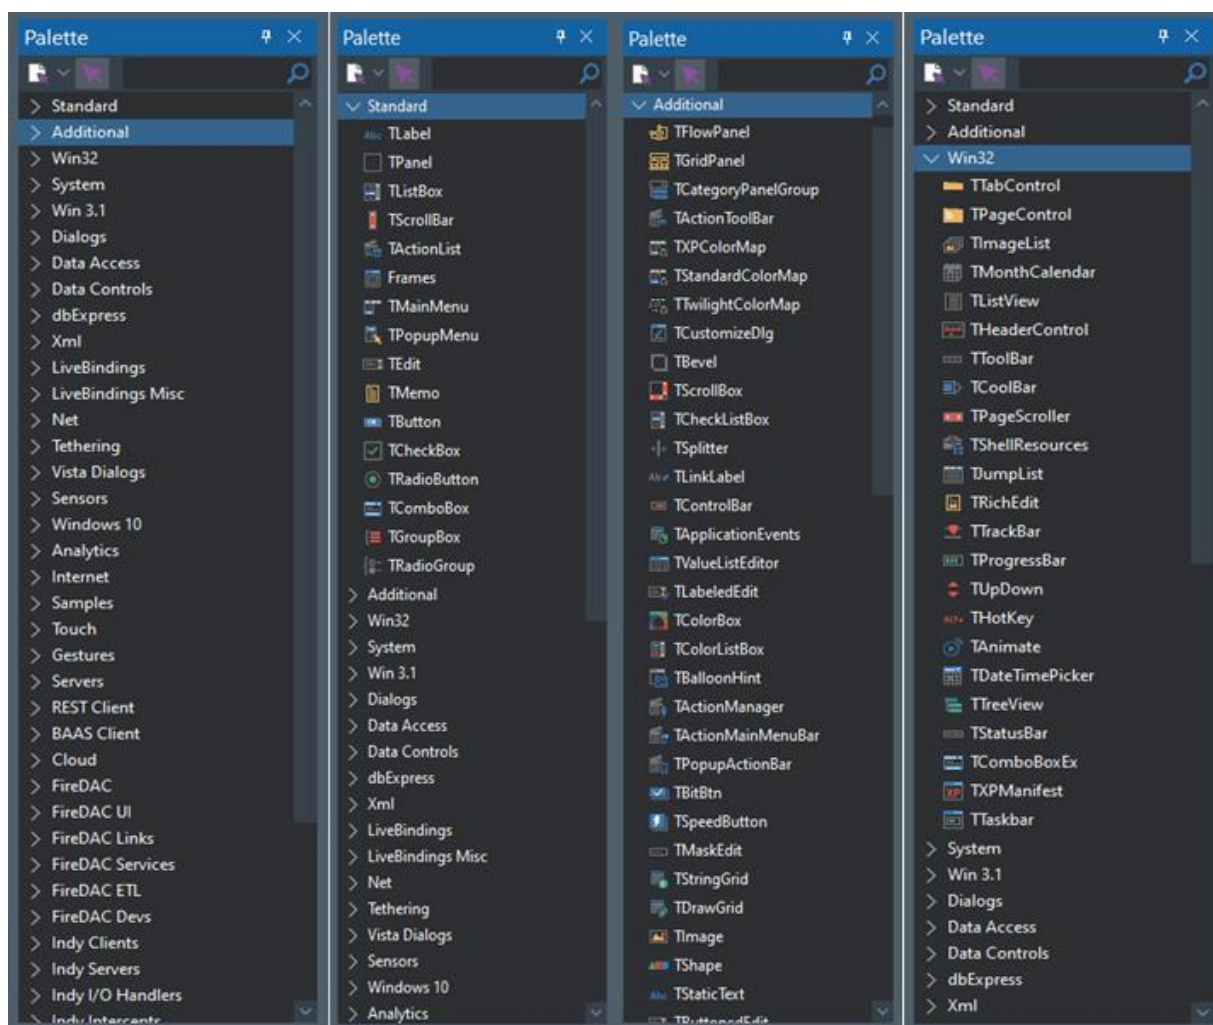 Palette
Standard
Additional
Win32
System
Win 3.1
Dialogs
Data Access
Data Controls
dbExpress
Xml
LiveBindings
LiveBindings Misc
Net
Tethering
Vista Dialogs
Sensors
Windows 10
Analytics
Internet
Samples
Touch
Gestures
Servers
REST Client
BAAS Client
Cloud
FireDAC
FireDAC UI
FireDAC Links
FireDAC Services
FireDAC ETL
FireDAC Devs
Indy Clients
Indy Servers
Indy I/O Handlers
Indy Intercepts
Palette
Standard
Abc TLabel
TPanel
TListBox
TScrollBar
TActionList
Frames
TMainMenu
TPopupMenu
TEdit
TMemo
TButton
TCheckBox
TRadioButton
TComboBox
TGroupBox
TRadioGroup
Additional
Win32
System
Win 3.1
Dialogs
Data Access
Data Controls
dbExpress
Xml
LiveBindings
LiveBindings Misc
Net
Tethering
Vista Dialogs
Sensors
Windows 10
Analytics
Palette
Additional
TFlowPanel
TGridPanel
TCategoryPanelGroup
TActionToolBar
TXPColorMap
TStandardColorMap
TTwilightColorMap
TCustomizeDlg
TBevel
TScrollBox
TCheckListBox
TSplitter
TLinkLabel
TControlBar
TApplicationEvents
TValueListEditor
TLabeledEdit
TColorBox
TColorListBox
TBalloonHint
TActionManager
TActionMainMenuBar
TPopupActionBar
TBitBtn
TSpeedButton
TMaskEdit
TStringGrid
TDrawGrid
TImage
TShape
Abc TStaticText
TButtonedEdit
Palette
Standard
Additional
Win32
TTabControl
TPageControl
TImageList
TMonthCalendar
TListView
THeaderControl
TToolBar
TCoolBar
TPageScroller
TShellResources
TJumpList
TRichEdit
TTrackBar
TProgressBar
TUpDown
ALT+ THotKey
TAnimate
TDateTimePicker
TTreeView
TStatusBar
TComboBoxEx
XP TXPManifest
TTaskbar
System
Win 3.1
Dialogs
Data Access
Data Controls
dbExpress
Xml